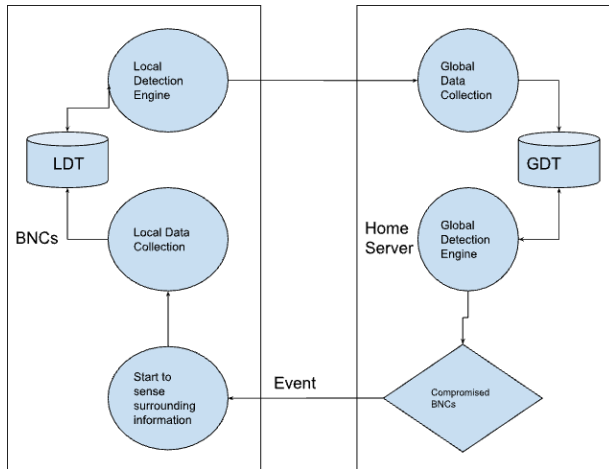 Local
Detection
Engine
Global
Data
Collection
LDT
GDT
BNCs
Local Data
Collection
Home
Server
Global
Detection
Engine
Start to
sense
surrounding
information
Event
Compromised
BNCs